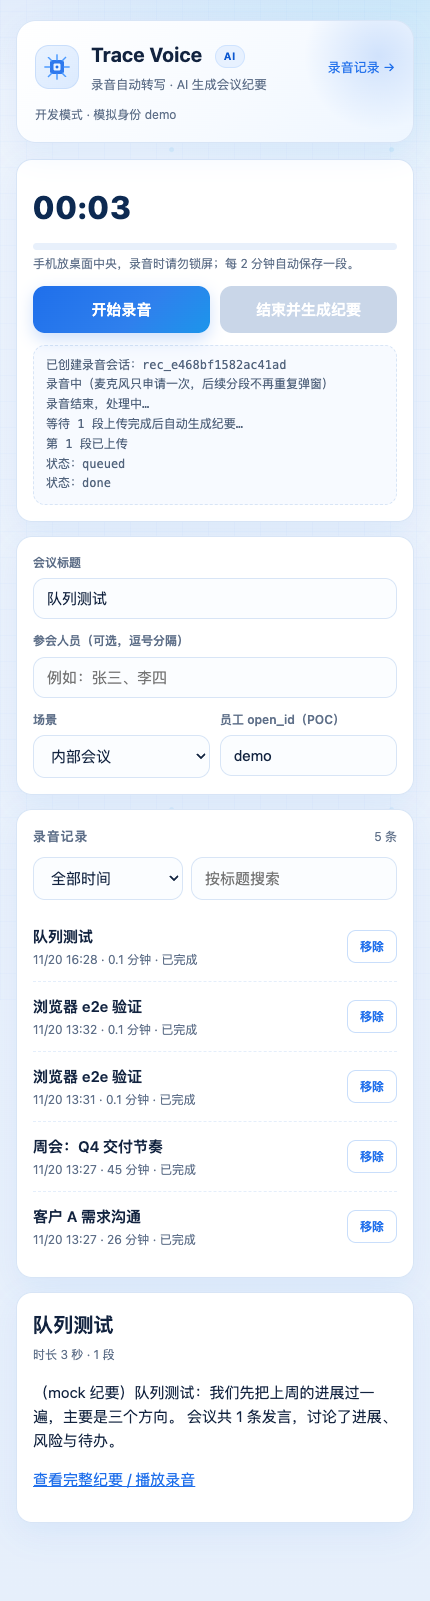 Trace Voice AI
录音记录 →
录音自动转写 · AI 生成会议纪要
开发模式 · 模拟身份 demo
00:03
手机放桌面中央，录音时请勿锁屏；每 2 分钟自动保存一段。
开始录音
结束并生成纪要
已创建录音会话：rec_e468bf1582ac41ad
录音中（麦克风只申请一次，后续分段不再重复弹窗）
录音结束，处理中…
等待 1 段上传完成后自动生成纪要…
第 1 段已上传
状态：queued
状态：done
会议标题
队列测试
参会人员（可选，逗号分隔）
例如：张三、李四
场景
员工 open_id（POC）
内部会议
demo
录音记录
5 条
全部时间
按标题搜索
队列测试
11/20 16:28 · 0.1 分钟 · 已完成
移除
浏览器 e2e 验证
11/20 13:32 · 0.1 分钟 · 已完成
移除
浏览器 e2e 验证
11/20 13:31 · 0.1 分钟 · 已完成
移除
周会：Q4 交付节奏
11/20 13:27 · 45 分钟 · 已完成
移除
客户 A 需求沟通
11/20 13:27 · 26 分钟 · 已完成
移除
队列测试
时长 3 秒 · 1 段
（mock 纪要）队列测试：我们先把上周的进展过一
遍，主要是三个方向。 会议共 1 条发言，讨论了进展、
风险与待办。
查看完整纪要 / 播放录音